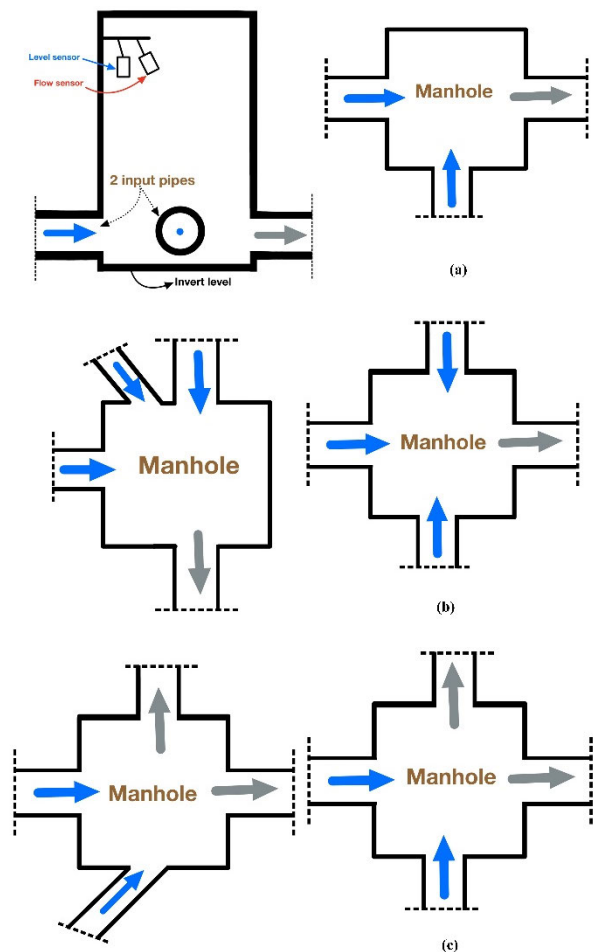 Level sensor
Flow sensor
2 input pipes
Invert level
Manhole
(a)
Manhole
Manhole
(b)
Manhole
Manhole
(c)